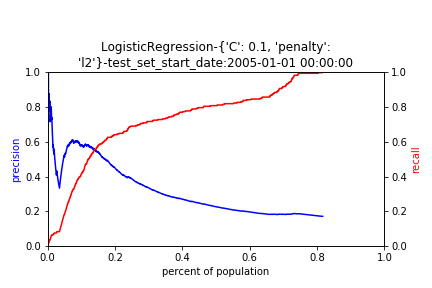 LogisticRegression-{'C': 0.1, 'penalty':
'l2'}-test_set_start_date:2005-01-01 00:00:00
1.0
0.8
0.6
0.4
0.2
0.0
precision
0.0 0.2 0.4 0.6 0.8 1.0
percent of population
1.0
0.8
0.6
0.4
0.2
0.0
recall